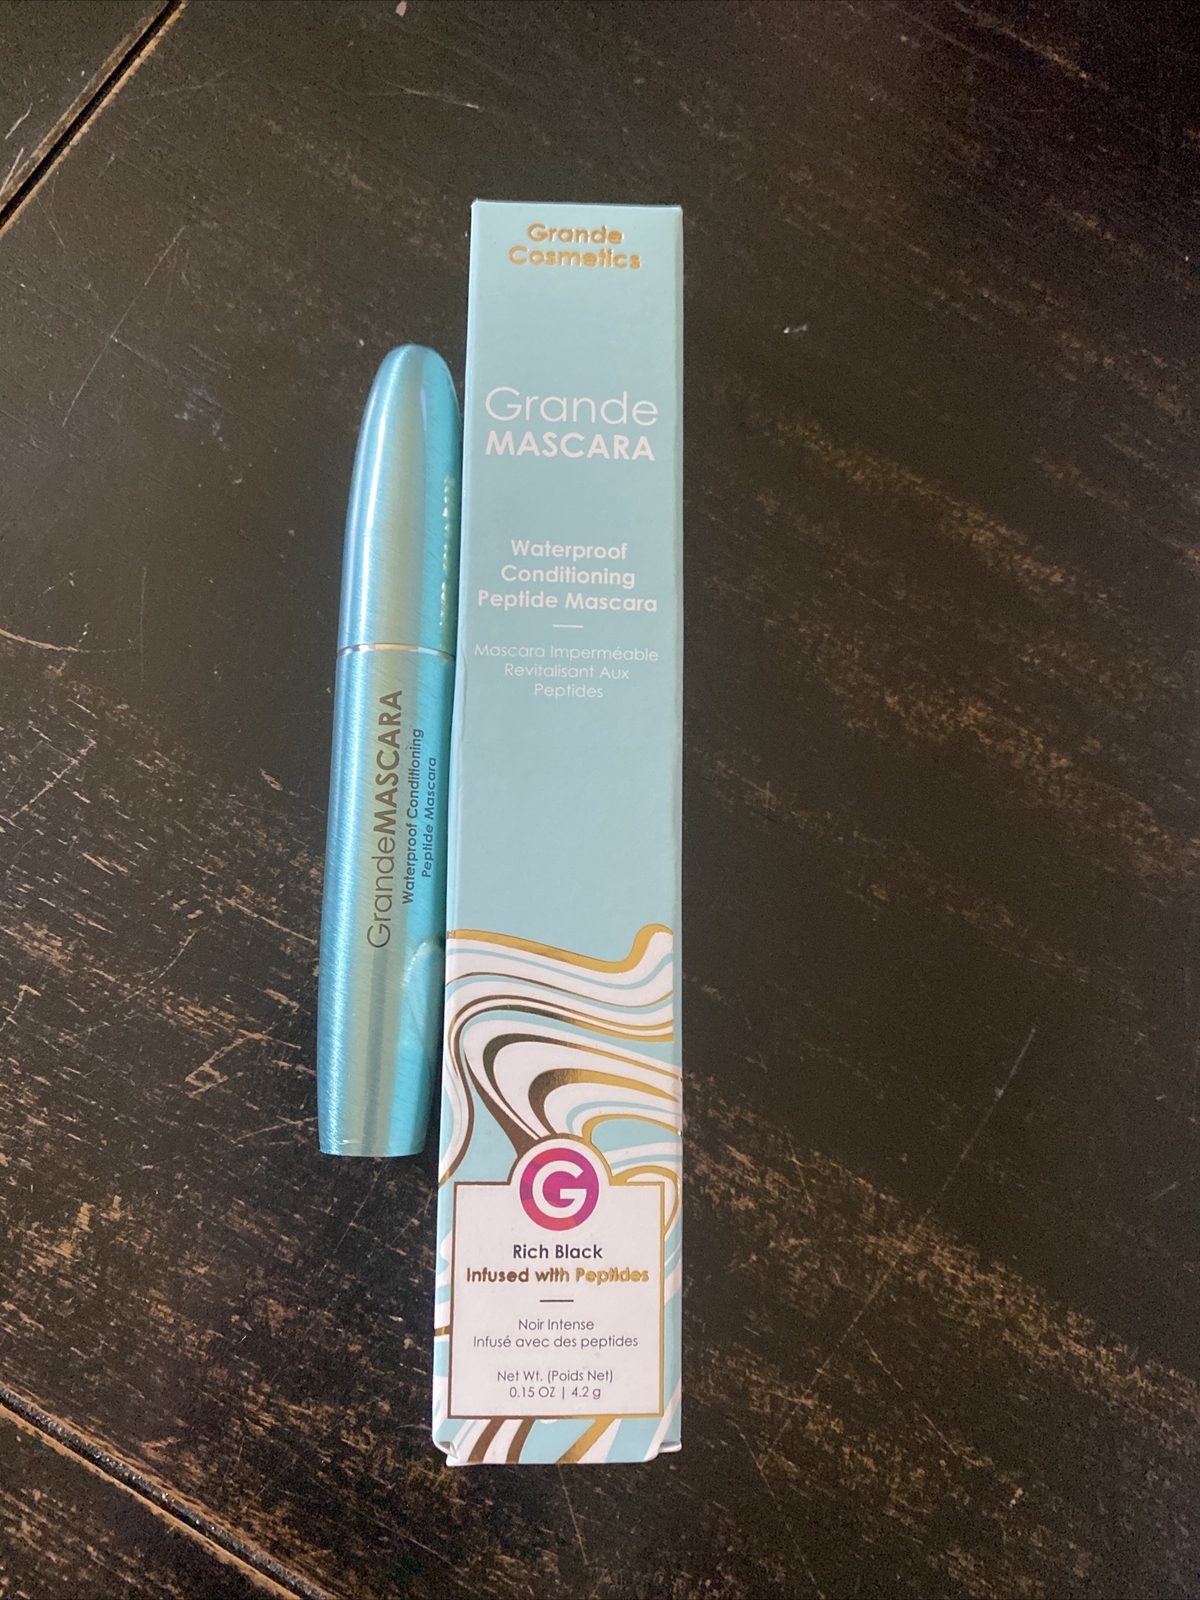 Grande
Cosmetics
Grande
MASCARA
Waterproof
Conditioning
Peptide Mascara
Mascara Imperméable
Revitalisant Aux
Peptides
G
Rich Black
Infused with Peptides
Noir Intense
Infusé avec des peptides
Net Wt. (Poids Net)
0.15 OZ | 4.2 g
GrandeMASCARA
Waterproof Conditioning
Peptide Mascara